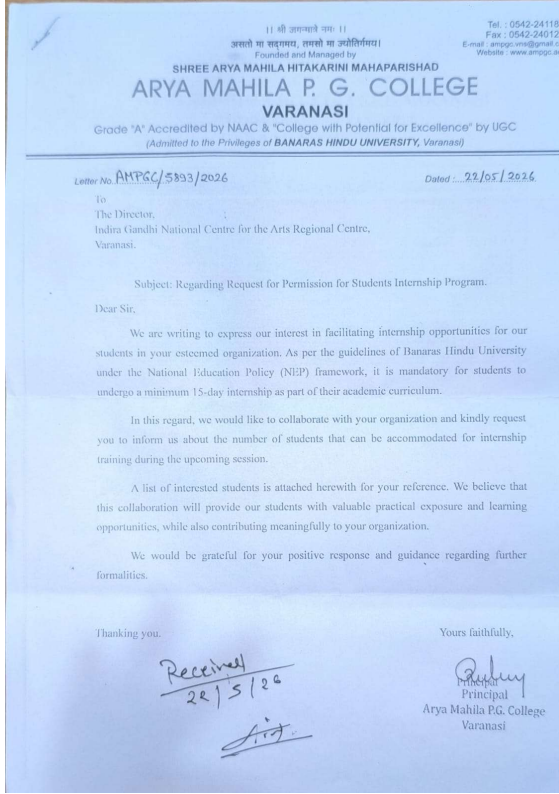 ।। श्री जगन्मात्रे नमः ।।
असतो मा सद्गमय, तमसो मा ज्योतिर्गमय।
Founded and Managed by
SHREE ARYA MAHILA HITAKARINI MAHAPARISHAD
ARYA MAHILA P. G. COLLEGE
VARANASI
Grade "A" Accredited by NAAC & "College with Potential for Excellence" by UGC
(Admitted to the Privileges of BANARAS HINDU UNIVERSITY, Varanasi)
Tel. : 0542-24118
Fax : 0542-24012
E-mail : ampgc.vns@gmail.c
Website : www.ampgc.a
Letter No. AMPGC/5893/2026
Dated : 22/05/2026
To
The Director,
Indira Gandhi National Centre for the Arts Regional Centre,
Varanasi.
Subject: Regarding Request for Permission for Students Internship Program.
Dear Sir,
We are writing to express our interest in facilitating internship opportunities for our
students in your esteemed organization. As per the guidelines of Banaras Hindu University
under the National Education Policy (NEP) framework, it is mandatory for students to
undergo a minimum 15-day internship as part of their academic curriculum.
In this regard, we would like to collaborate with your organization and kindly request
you to inform us about the number of students that can be accommodated for internship
training during the upcoming session.
A list of interested students is attached herewith for your reference. We believe that
this collaboration will provide our students with valuable practical exposure and learning
opportunities, while also contributing meaningfully to your organization.
We would be grateful for your positive response and guidance regarding further
formalities.
Thanking you.
Yours faithfully,
Received
22/5/26
Principal
Principal
Arya Mahila P.G. College
Varanasi